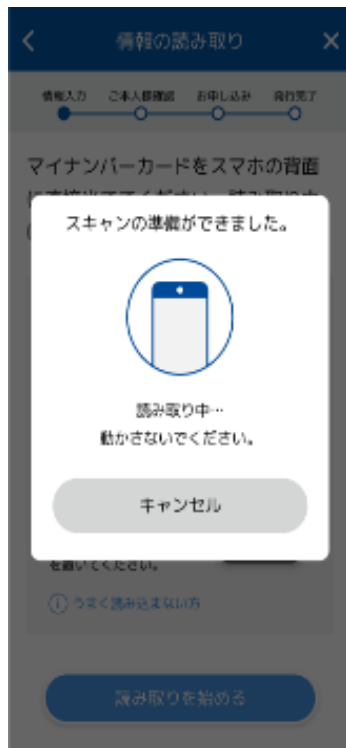 情報の読み取り
情報入力 ご本人様確認 お申し込み 発行完了
マイナンバーカードをスマホの背面
スキャンの準備ができました。
読み取り中…
動かさないでください。
キャンセル
を置いてください。
うまく読み込まない方
読み取りを始める